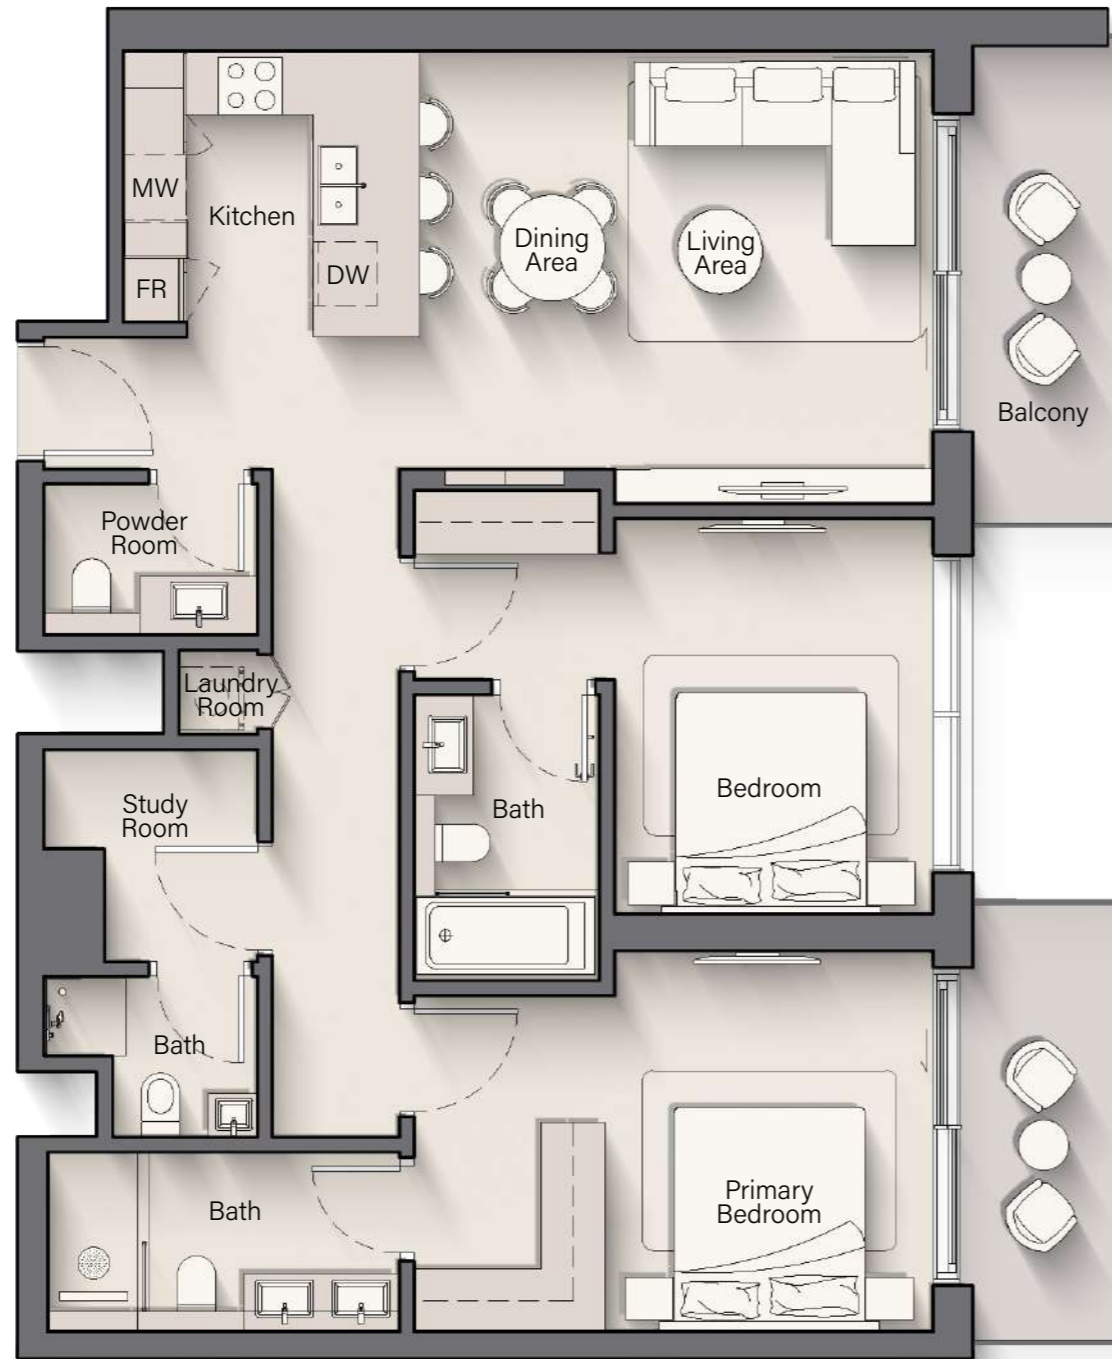 MW
Kitchen
Dining
Area
Living
Area
FR
DW
Balcony
Powder
Room
Laundry
Room
Study
Room
Bath
Bedroom
Bath
Bath
Primary
Bedroom